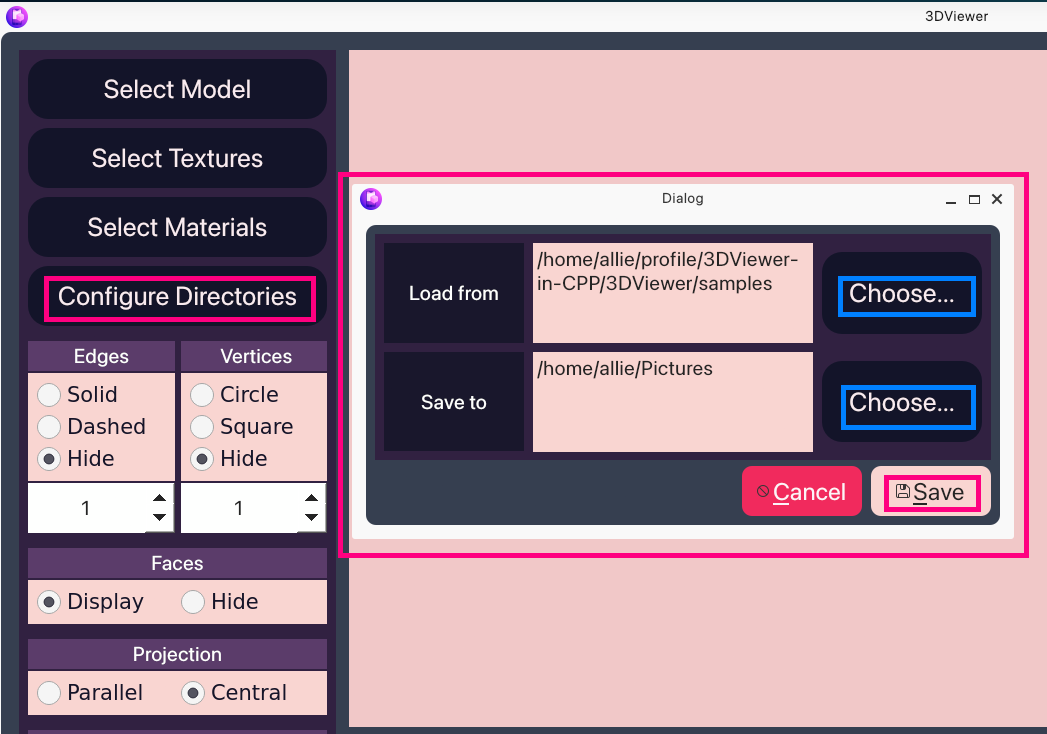 3DViewer
Select Model
Select Textures
Select Materials
Configure Directories
Edges
Vertices
Solid
Circle
Dashed
Square
Hide
Hide
1
1
Faces
Display
Hide
Projection
Parallel
Central
Dialog
Load from
/home/allie/profile/3DViewer-
in-CPP/3DViewer/samples
Choose...
Save to
/home/allie/Pictures
Choose...
Cancel
Save